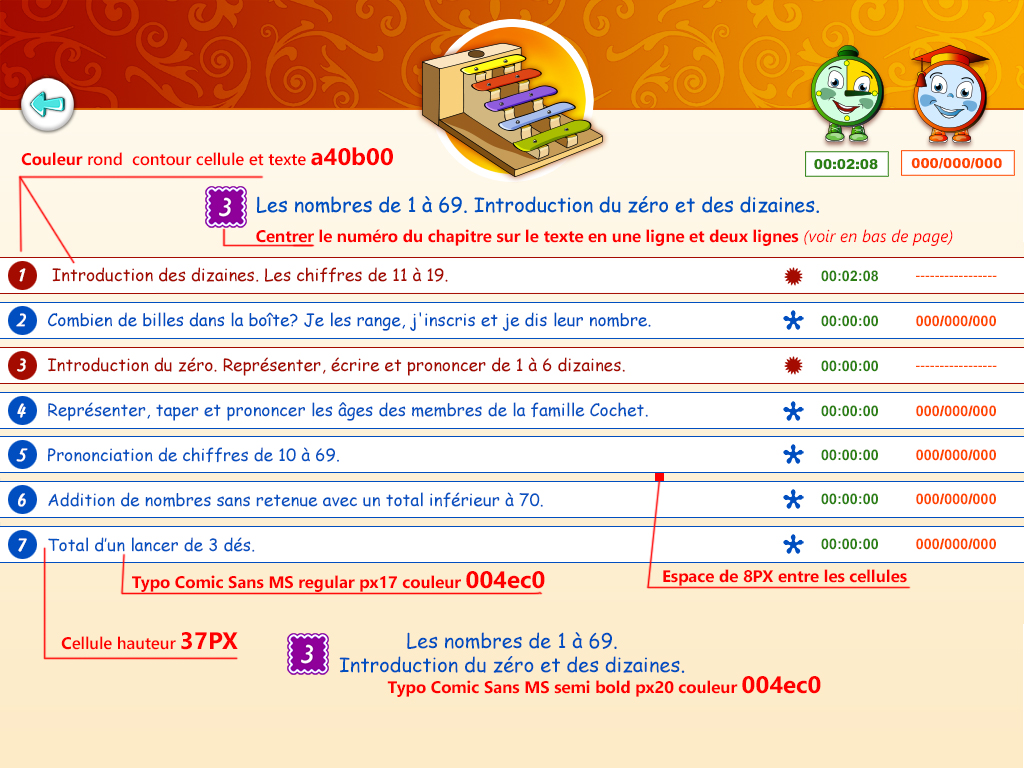 Couleur rond contour cellule et texte a40b00
00:02:08
000/000/000
3 Les nombres de 1 à 69. Introduction du zéro et des dizaines.
Centrer le numéro du chapitre sur le texte en une ligne et deux lignes (voir en bas de page)
1 Introduction des dizaines. Les chiffres de 11 à 19. 00:02:08 ----------------
2 Combien de billes dans la boîte? Je les range, j'inscris et je dis leur nombre. 00:00:00 000/000/000
3 Introduction du zéro. Représenter, écrire et prononcer de 1 à 6 dizaines. 00:00:00 ----------------
4 Représenter, taper et prononcer les âges des membres de la famille Cochet. 00:00:00 000/000/000
5 Prononciation de chiffres de 10 à 69. 00:00:00 000/000/000
6 Addition de nombres sans retenue avec un total inférieur à 70. 00:00:00 000/000/000
7 Total d'un lancer de 3 dés. 00:00:00 000/000/000
Typo Comic Sans MS regular px17 couleur 004ec0
Espace de 8PX entre les cellules
Cellule hauteur 37PX
3 Les nombres de 1 à 69.
Introduction du zéro et des dizaines.
Typo Comic Sans MS semi bold px20 couleur 004ec0